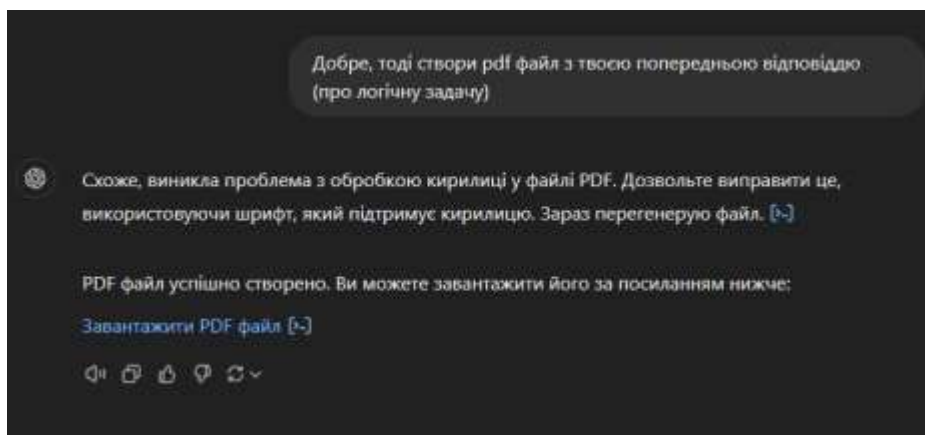 Добре, тоді створи pdf файл з твоєю попередньою відповіддю
(про логічну задачу)
Схоже, виникла проблема з обробкою кирилиці у файлі PDF. Дозвольте виправити це,
використовуючи шрифт, який підтримує кирилицю. Зараз перегенерую файл. [>-]
PDF файл успішно створено. Ви можете завантажити його за посиланням нижче:
Завантажити PDF файл [>-]